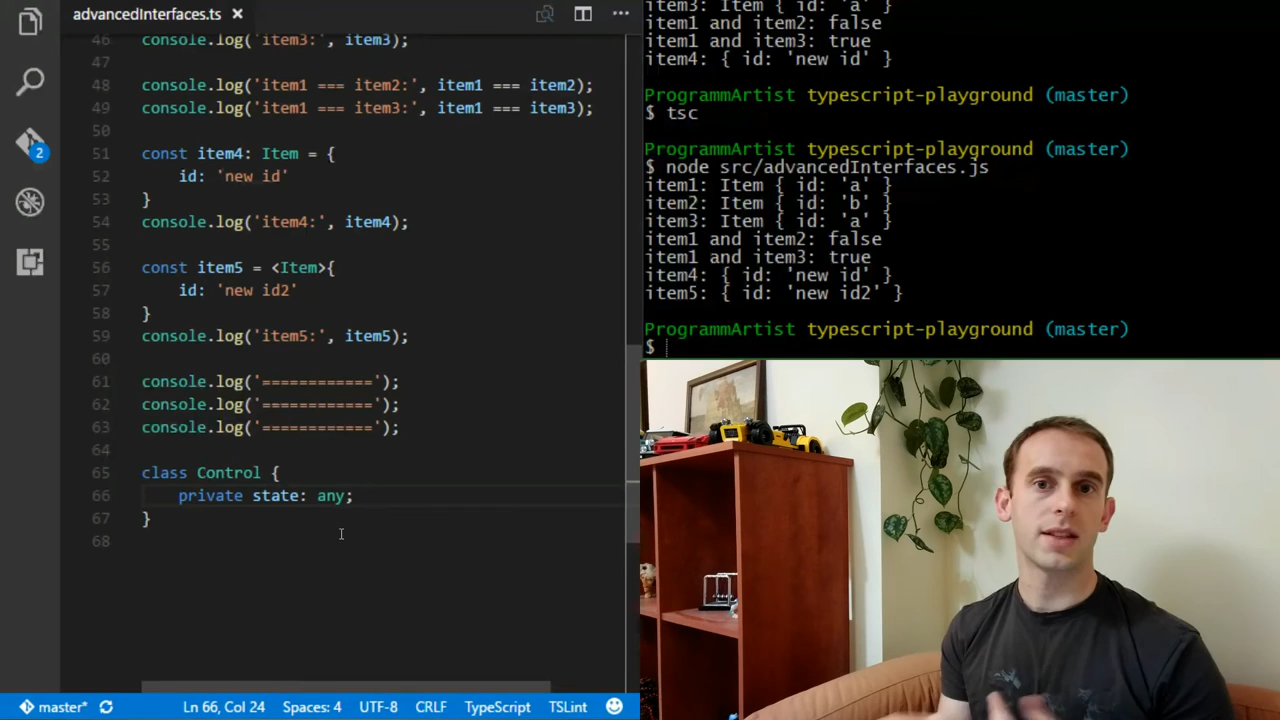 advancedInterfaces.ts
46 console.log('item3:', item3);
47
48 console.log('item1 === item2:', item1 === item2);
49 console.log('item1 === item3:', item1 === item3);
50
51 const item4: Item = {
52 id: 'new id'
53 }
54 console.log('item4:', item4);
55
56 const item5 = <Item>{
57 id: 'new id2'
58 }
59 console.log('item5:', item5);
60
61 console.log('============');
62 console.log('============');
63 console.log('============');
64
65 class Control {
66 private state: any;
67 }
68
2
master*
Ln 66, Col 24
Spaces: 4
UTF-8
CRLF
TypeScript
TSLint
item3: Item { id: 'a' }
item1 and item2: false
item1 and item3: true
item4: { id: 'new id' }
ProgrammArtist typescript-playground (master)
$ tsc
ProgrammArtist typescript-playground (master)
$ node src/advancedInterfaces.js
item1: Item { id: 'a' }
item2: Item { id: 'b' }
item3: Item { id: 'a' }
item1 and item2: false
item1 and item3: true
item4: { id: 'new id' }
item5: { id: 'new id2' }
ProgrammArtist typescript-playground (master)
$